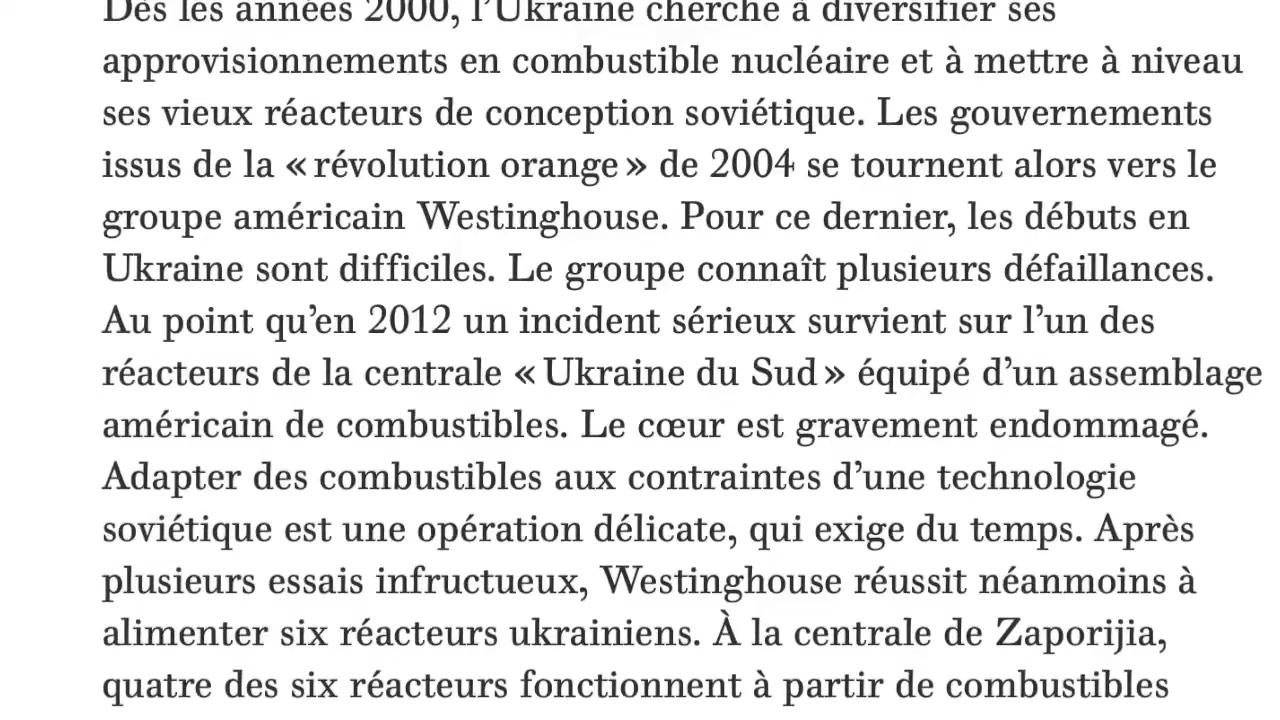 Dès les années 2000, l’Ukraine cherche à diversifier ses
approvisionnements en combustible nucléaire et à mettre à niveau
ses vieux réacteurs de conception soviétique. Les gouvernements
issus de la « révolution orange » de 2004 se tournent alors vers le
groupe américain Westinghouse. Pour ce dernier, les débuts en
Ukraine sont difficiles. Le groupe connaît plusieurs défaillances.
Au point qu’en 2012 un incident sérieux survient sur l’un des
réacteurs de la centrale « Ukraine du Sud » équipé d’un assemblage
américain de combustibles. Le cœur est gravement endommagé.
Adapter des combustibles aux contraintes d’une technologie
soviétique est une opération délicate, qui exige du temps. Après
plusieurs essais infructueux, Westinghouse réussit néanmoins à
alimenter six réacteurs ukrainiens. À la centrale de Zaporijia,
quatre des six réacteurs fonctionnent à partir de combustibles